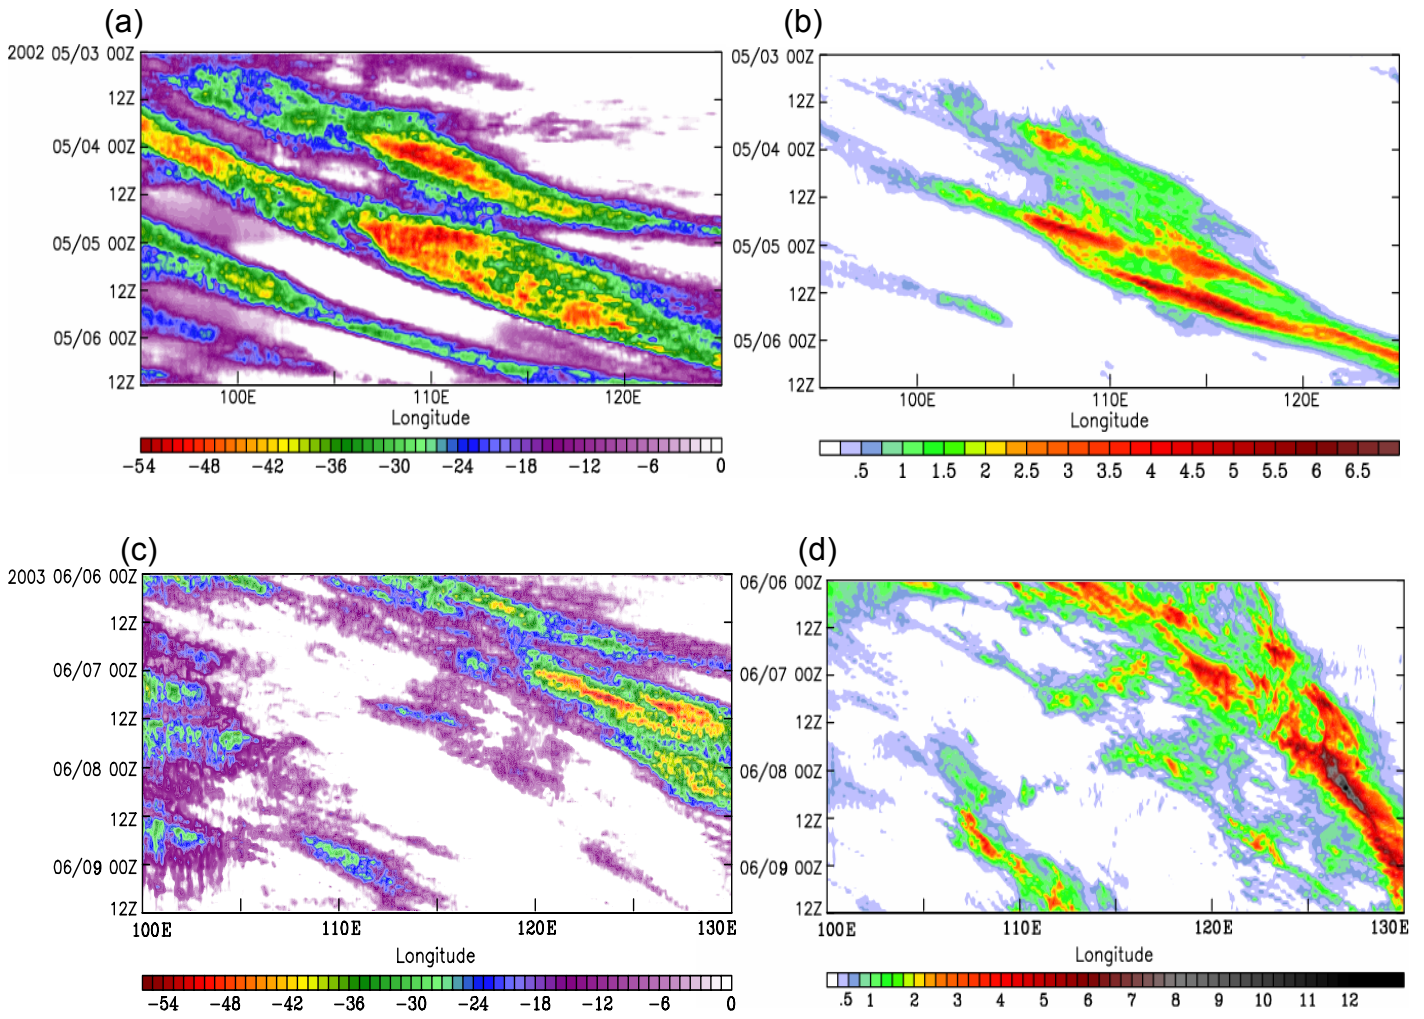 (a)
(b)
2002 05/03 00Z
12Z
05/04 00Z
12Z
05/05 00Z
12Z
05/06 00Z
12Z
100E 110E 120E
Longitude
-54 -48 -42 -36 -30 -24 -18 -12 -6 0
05/03 00Z
12Z
05/04 00Z
12Z
05/05 00Z
12Z
05/06 00Z
12Z
100E 110E 120E
Longitude
.5 1 1.5 2 2.5 3 3.5 4 4.5 5 5.5 6 6.5
(c)
(d)
2003 06/06 00Z
12Z
06/07 00Z
12Z
06/08 00Z
12Z
06/09 00Z
12Z
100E 110E 120E 130E
Longitude
-54 -48 -42 -36 -30 -24 -18 -12 -6 0
06/06 00Z
12Z
06/07 00Z
12Z
06/08 00Z
12Z
06/09 00Z
12Z
100E 110E 120E 130E
Longitude
.5 1 2 3 4 5 6 7 8 9 10 11 12